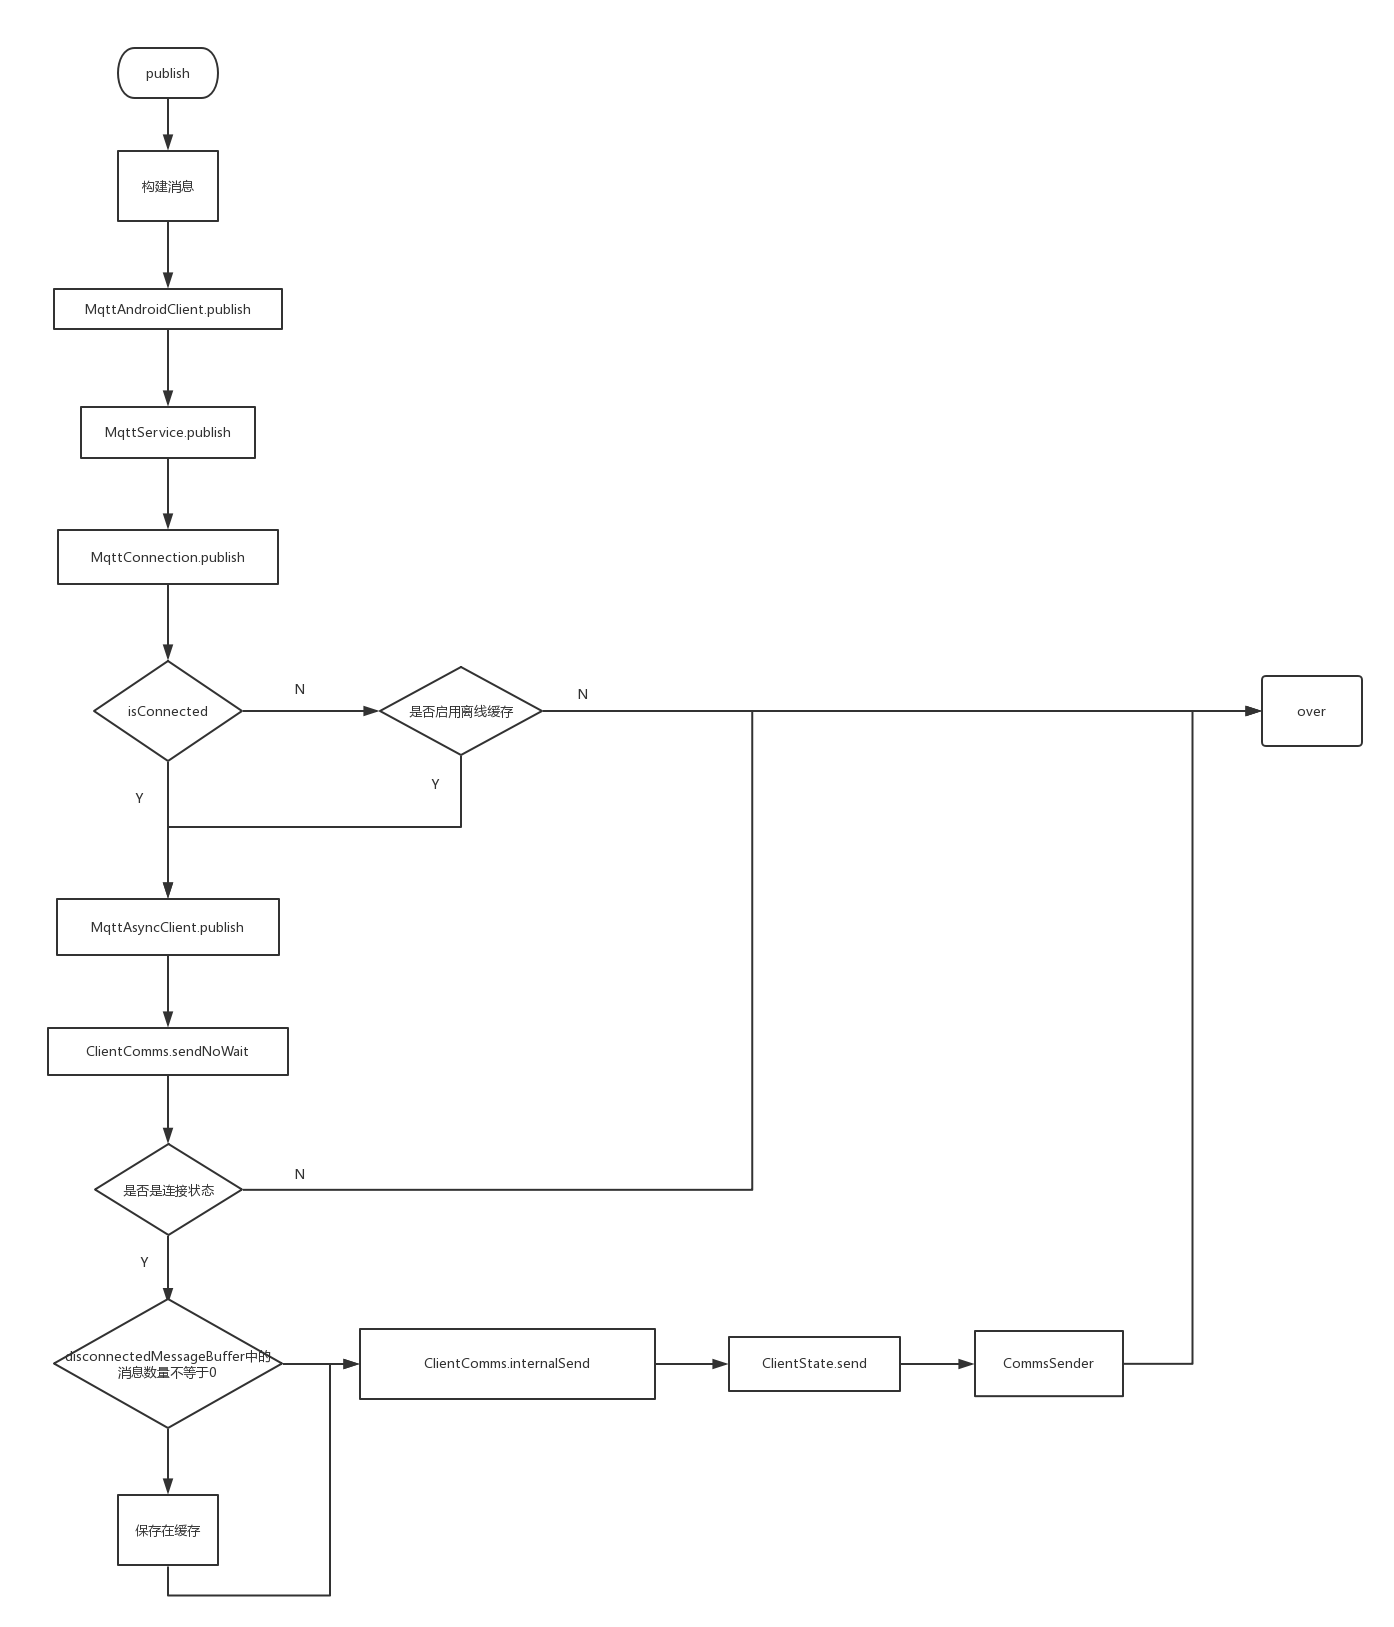 publish
构建消息
MqttAndroidClient.publish
MqttService.publish
MqttConnection.publish
isConnected
N
是否启用离线缓存
N
over
Y
Y
MqttAsyncClient.publish
ClientComms.sendNoWait
是否是连接状态
N
Y
disconnectedMessageBuffer中的
消息数量不等于0
ClientComms.internalSend
ClientState.send
CommsSender
保存在缓存